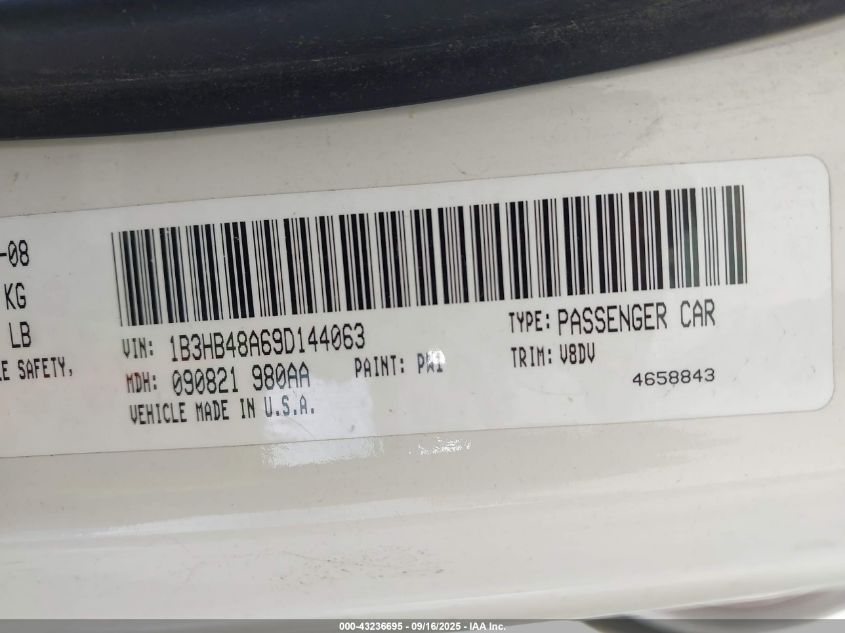 -08
KG
LB
LE SAFETY,
VIN: 1B3HB48A69D144063
TYPE: PASSENGER CAR
MDH: 090821 980AA
PAINT: PW1
TRIM: V8DV
VEHICLE MADE IN U.S.A.
4658843
000-43236695 - 09/16/2025 - IAA Inc.